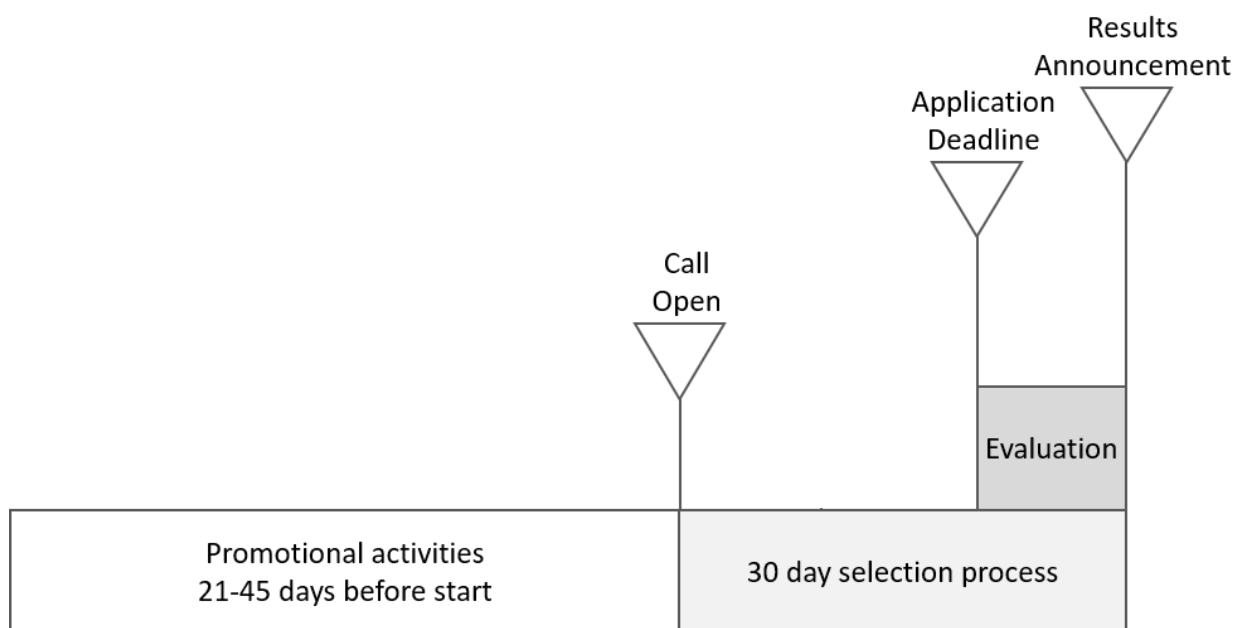 Results
Announcement
Application
Deadline
Call
Open
Evaluation
Promotional activities
21-45 days before start
30 day selection process